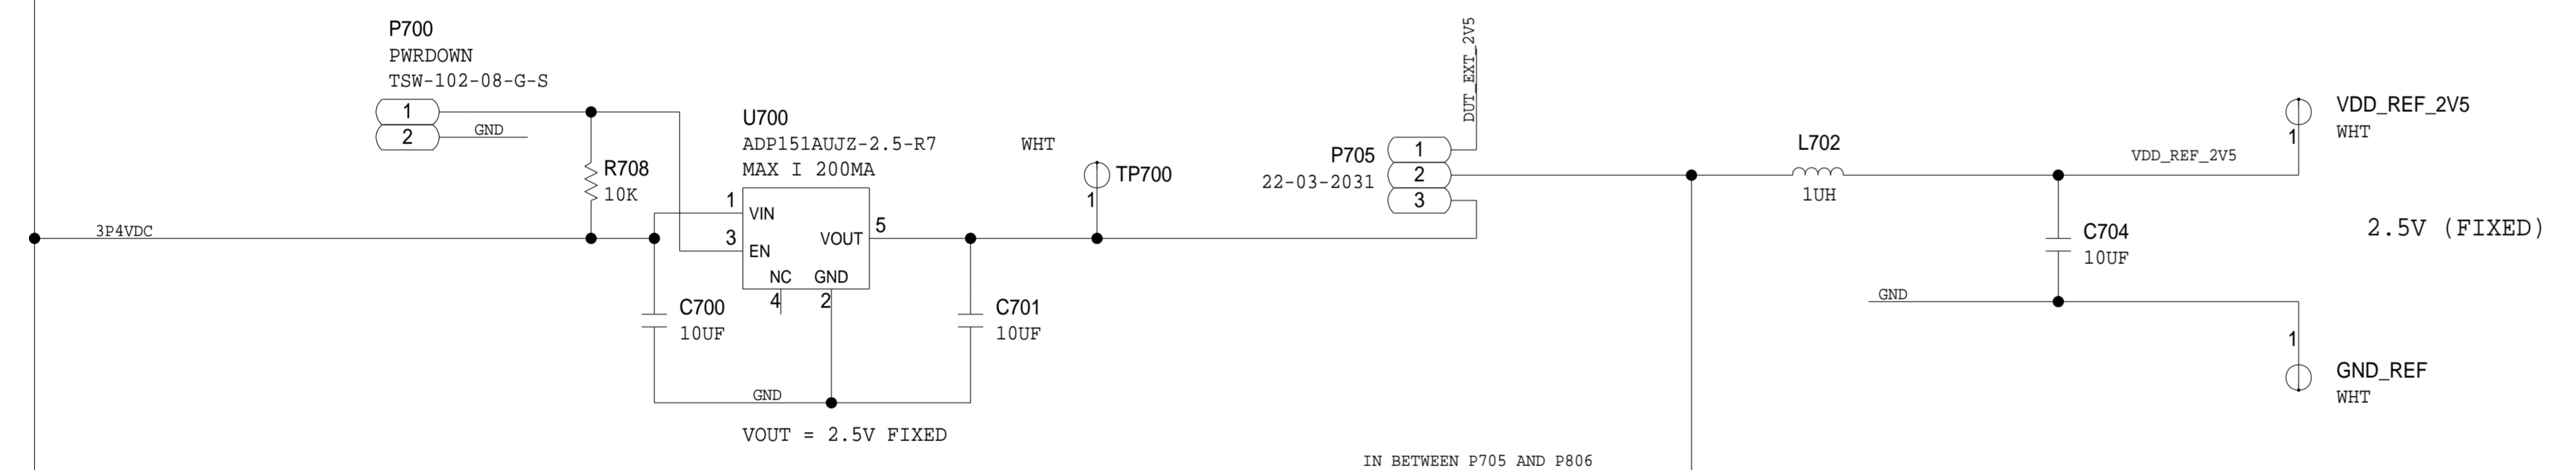 P700
PWRDOWN
TSW-102-08-G-S
1
2
GND
R708
10K
3P4VDC
U700
ADP151AUJZ-2.5-R7
MAX I 200MA
1
VIN
3
EN
VOUT
5
NC
GND
4
2
C700
10UF
GND
C701
10UF
VOUT = 2.5V FIXED
WHT
TP700
1
DUT_EXT_2V5
P705
22-03-2031
1
2
3
IN BETWEEN P705 AND P806
L702
1UH
VDD_REF_2V5
1
VDD_REF_2V5
WHT
C704
10UF
2.5V (FIXED)
GND
1
GND_REF
WHT